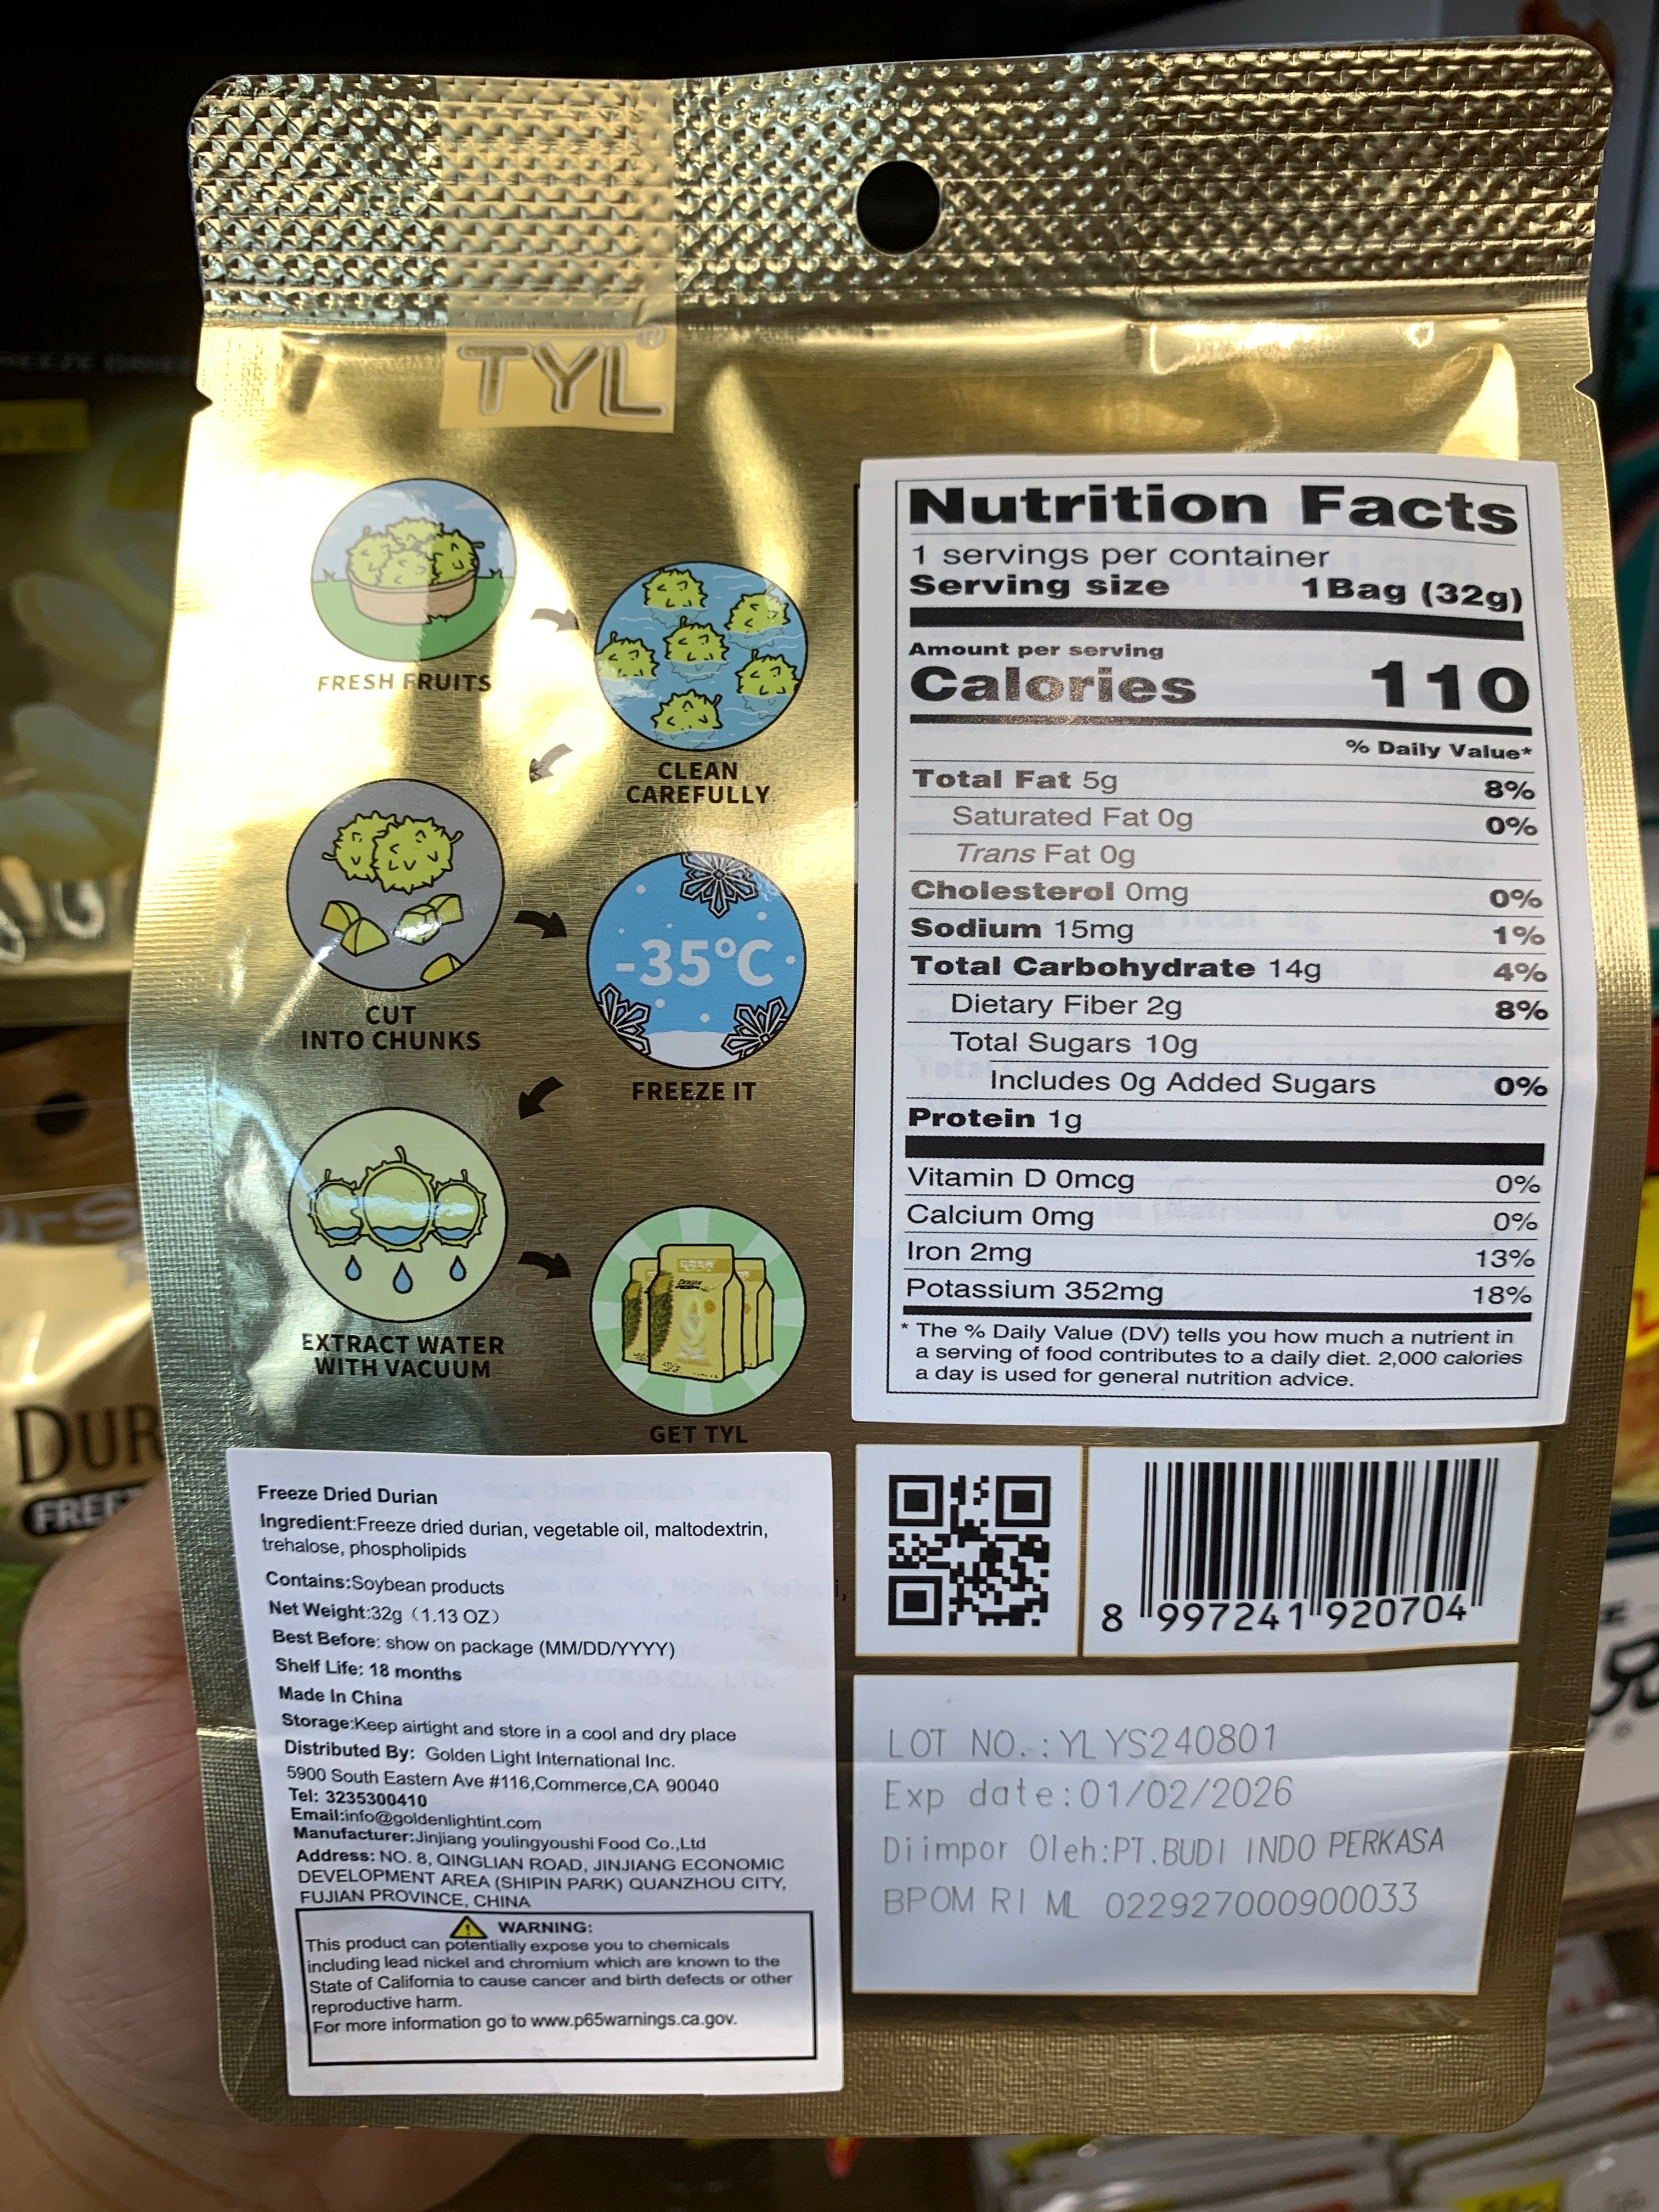 TYL®
FRESH FRUITS
CLEAN
CAREFULLY
CUT
INTO CHUNKS
-35°C
FREEZE IT
EXTRACT WATER
WITH VACUUM
GET TYL
Nutrition Facts
1 servings per container
Serving size 1Bag (32g)
Amount per serving
Calories 110
% Daily Value*
Total Fat 5g 8%
Saturated Fat 0g 0%
Trans Fat 0g
Cholesterol 0mg 0%
Sodium 15mg 1%
Total Carbohydrate 14g 4%
Dietary Fiber 2g 8%
Total Sugars 10g
Includes 0g Added Sugars 0%
Protein 1g
Vitamin D 0mcg 0%
Calcium 0mg 0%
Iron 2mg 13%
Potassium 352mg 18%
* The % Daily Value (DV) tells you how much a nutrient in
a serving of food contributes to a daily diet. 2,000 calories
a day is used for general nutrition advice.
Freeze Dried Durian
Ingredient:Freeze dried durian, vegetable oil, maltodextrin,
trehalose, phospholipids
Contains:Soybean products
Net Weight:32g（1.13 OZ）
Best Before: show on package (MM/DD/YYYY)
Shelf Life: 18 months
Made In China
Storage:Keep airtight and store in a cool and dry place
Distributed By: Golden Light International Inc.
5900 South Eastern Ave #116,Commerce,CA 90040
Tel: 3235300410
Email:info@goldenlightint.com
Manufacturer:Jinjiang youlingyoushi Food Co.,Ltd
Address: NO. 8, QINGLIAN ROAD, JINJIANG ECONOMIC
DEVELOPMENT AREA (SHIPIN PARK) QUANZHOU CITY,
FUJIAN PROVINCE, CHINA
WARNING:
This product can potentially expose you to chemicals
including lead nickel and chromium which are known to the
State of California to cause cancer and birth defects or other
reproductive harm.
For more information go to www.p65warnings.ca.gov.
8 997241 920704
LOT NO.: YLYS240801
Exp date:01/02/2026
Diimpor Oleh:PT.BUDI INDO PERKASA
BPOM RI ML 022927000900033
DUR
FREE